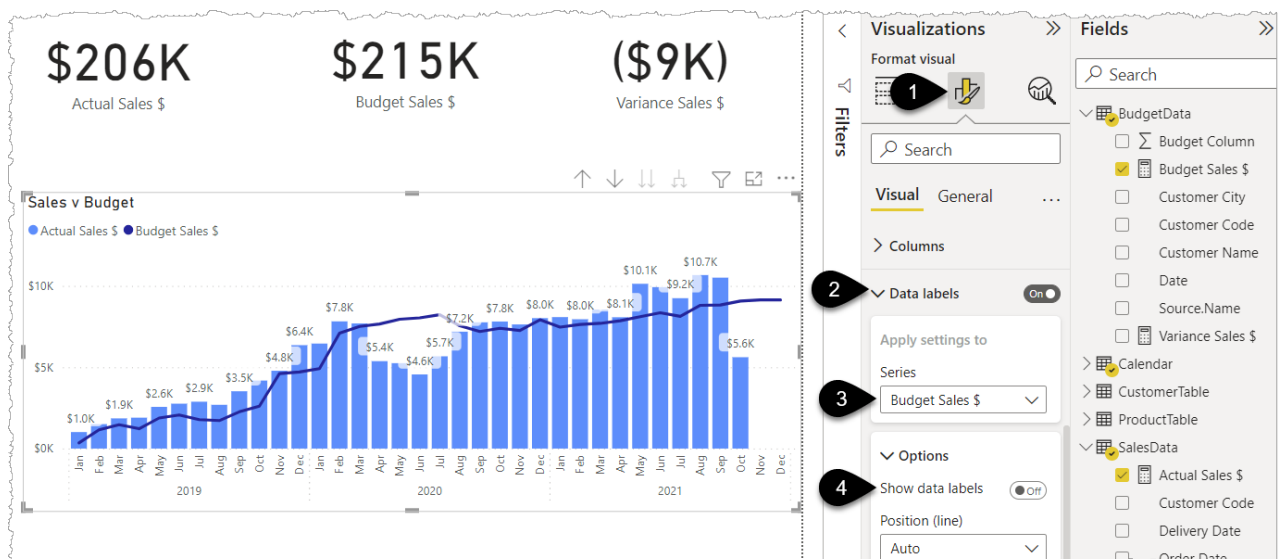 $206K
Actual Sales $
$215K
Budget Sales $
($9K)
Variance Sales $
Sales v Budget
Actual Sales $ Budget Sales $
$10K
$5K
$0K
$1.0K
$1.9K
$2.6K
$2.9K
$3.5K
$4.8K
$6.4K
$7.8K
$5.4K
$4.6K
$5.7K
$7.2K
$7.8K
$8.0K
$8.0K
$8.1K
$10.1K
$9.2K
$10.7K
$5.6K
Jan Feb Mar Apr May Jun Jul Aug Sep Oct Nov Dec Jan Feb Mar Apr May Jun Jul Aug Sep Oct Nov Dec Jan Feb Mar Apr May Jun Jul Aug Sep Oct Nov Dec
2019 2020 2021
Filters
Visualizations
Format visual
1
Search
Visual General
Columns
2
Data labels On
Apply settings to
Series
3
Budget Sales $
Options
4
Show data labels Off
Position (line)
Auto
Fields
Search
BudgetData
Budget Column
Budget Sales $
Customer City
Customer Code
Customer Name
Date
Source.Name
Variance Sales $
Calendar
CustomerTable
ProductTable
SalesData
Actual Sales $
Customer Code
Delivery Date
Order Date